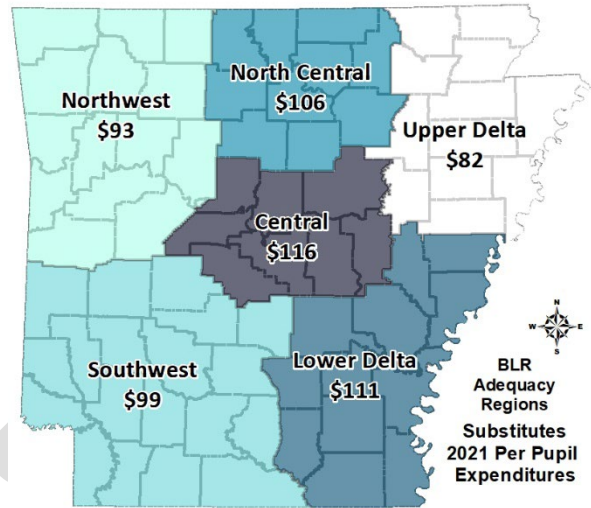 Northwest
$93
North Central
$106
Upper Delta
$82
Central
$116
Southwest
$99
Lower Delta
$111
N
W E
S
BLR
Adequacy
Regions
Substitutes
2021 Per Pupil
Expenditures